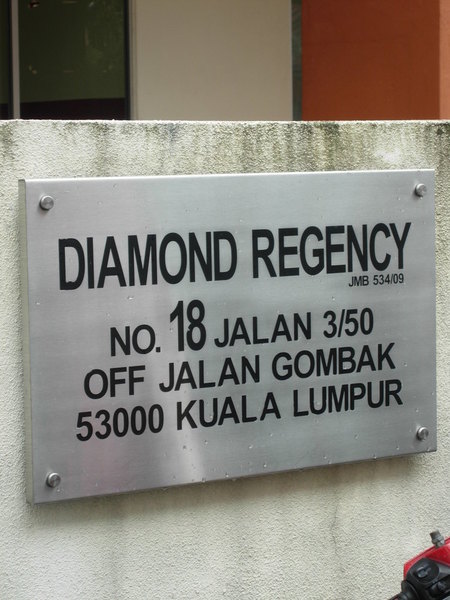 DIAMOND REGENCY
JMB 534/09
NO. 18 JALAN 3/50
OFF JALAN GOMBAK
53000 KUALA LUMPUR